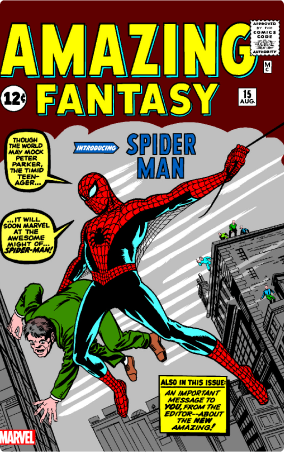 AMAZING
FANTASY
APPROVED
BY THE
COMICS
CODE
AUTHORITY
12¢
15
AUG.
INTRODUCING
SPIDER
MAN
THOUGH
THE WORLD
MAY MOCK
PETER
PARKER,
THE TIMID
TEEN-
AGER...
...IT WILL
SOON MARVEL
AT THE
AWESOME
MIGHT OF...
SPIDER-MAN!
ALSO IN THIS ISSUE:
AN IMPORTANT
MESSAGE TO
YOU, FROM THE
EDITOR--ABOUT
THE NEW
AMAZING!
MARVEL